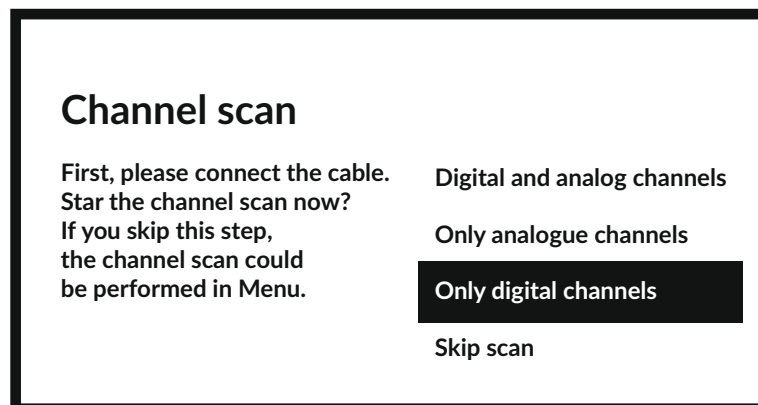 Channel scan
First, please connect the cable.
Star the channel scan now?
If you skip this step,
the channel scan could
be performed in Menu.
Digital and analog channels
Only analogue channels
Only digital channels
Skip scan